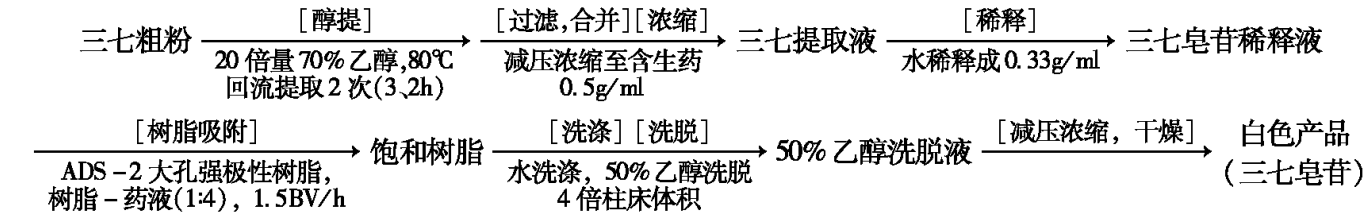 [醇提] [过滤,合并][浓缩] [稀释]
三七粗粉 三七提取液 三七皂苷稀释液
20倍量70%乙醇,80℃ 减压浓缩至含生药 水稀释成0.33g/ml
回流提取2次(3、2h) 0.5g/ml
[树脂吸附] [洗涤][洗脱] [减压浓缩，干燥] 白色产品
饱和树脂 50%乙醇洗脱液
ADS-2大孔强极性树脂, 水洗涤，50%乙醇洗脱 (三七皂苷)
树脂-药液(1:4)，1.5BV/h 4倍柱床体积